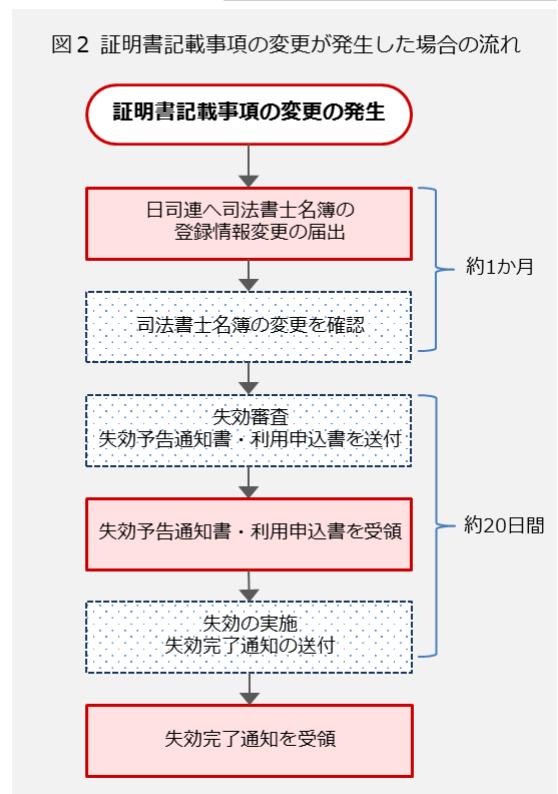 図2 証明書記載事項の変更が発生した場合の流れ
証明書記載事項の変更の発生
日司連へ司法書士名簿の
登録情報変更の届出
約1か月
司法書士名簿の変更を確認
失効審査
失効予告通知書・利用申込書を送付
失効予告通知書・利用申込書を受領
約20日間
失効の実施
失効完了通知の送付
失効完了通知を受領